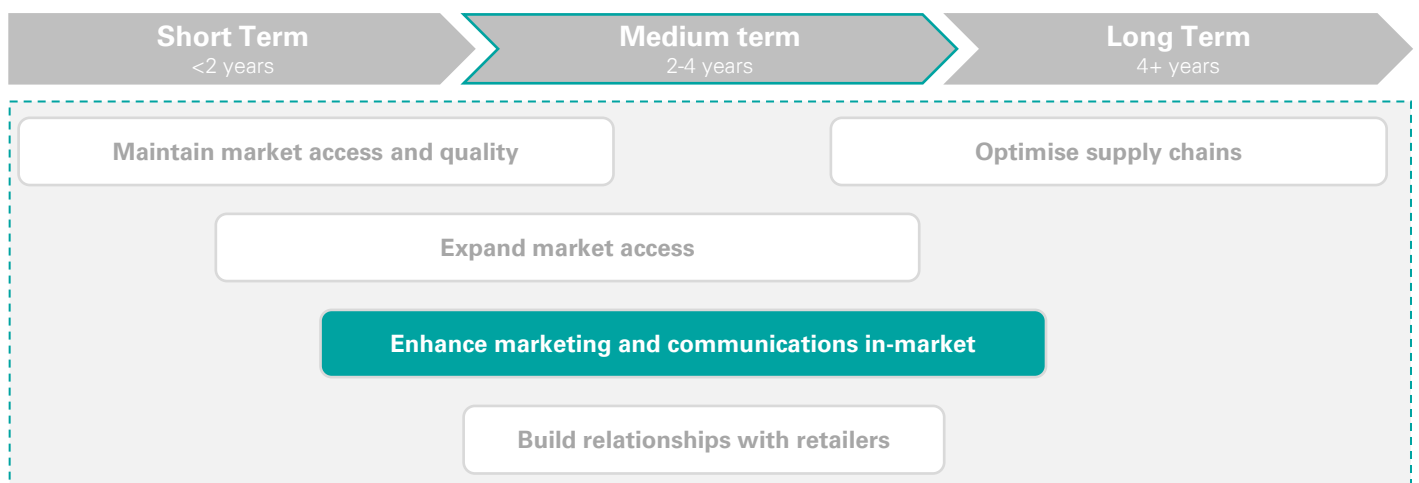 Short Term
<2 years
Medium term
2-4 years
Long Term
4+ years
Maintain market access and quality
Optimise supply chains
Expand market access
Enhance marketing and communications in-market
Build relationships with retailers